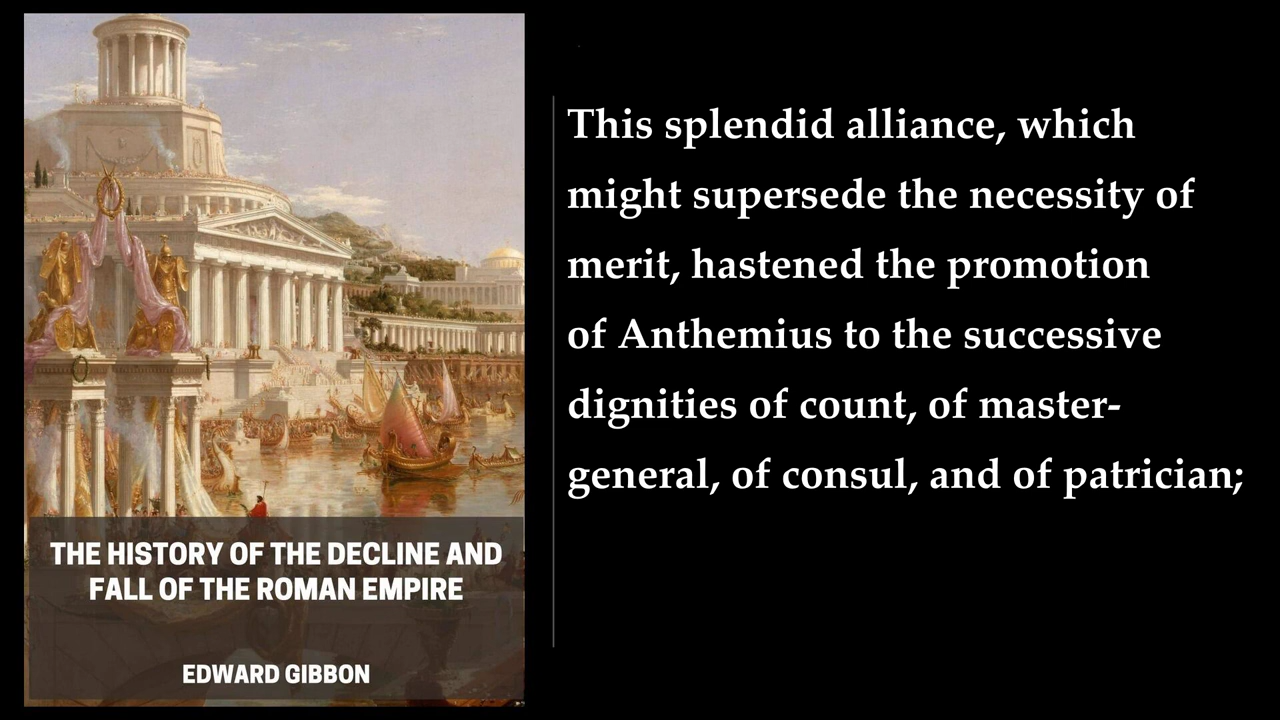 This splendid alliance, which
might supersede the necessity of
merit, hastened the promotion
of Anthemius to the successive
dignities of count, of master-
general, of consul, and of patrician;
THE HISTORY OF THE DECLINE AND
FALL OF THE ROMAN EMPIRE
EDWARD GIBBON